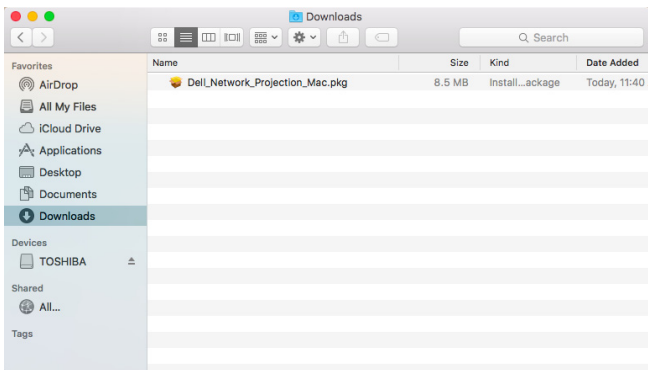 Downloads
Search
Favorites
AirDrop
All My Files
iCloud Drive
Applications
Desktop
Documents
Downloads
Devices
TOSHIBA
Shared
All...
Tags
Name Size Kind Date Added
Dell_Network_Projection_Mac.pkg 8.5 MB Install...ackage Today, 11:40